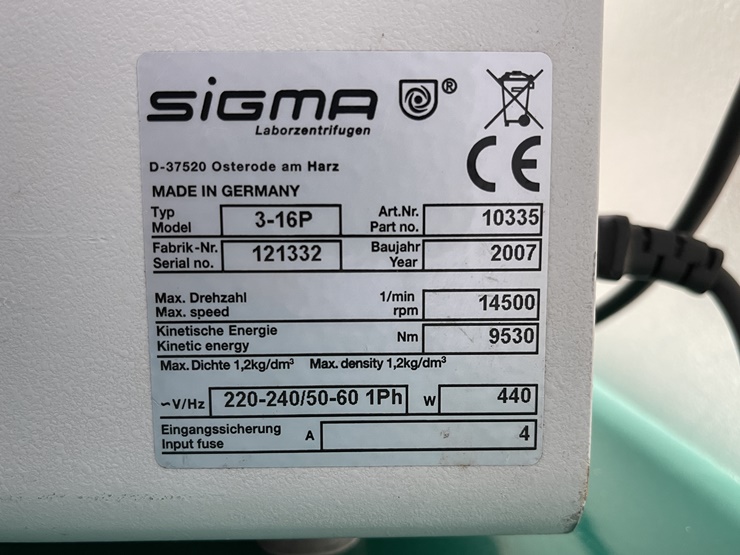 SiGMA ®
Laborzentrifugen
D-37520 Osterode am Harz
MADE IN GERMANY
CE
Typ
Model 3-16P Art.Nr.
Part no. 10335
Fabrik-Nr.
Serial no. 121332 Baujahr
Year 2007
Max. Drehzahl 1/min
Max. speed rpm 14500
Kinetische Energie
Kinetic energy Nm 9530
Max. Dichte 1,2kg/dm³ Max. density 1,2kg/dm³
~V/Hz 220-240/50-60 1Ph W 440
Eingangssicherung
Input fuse A 4